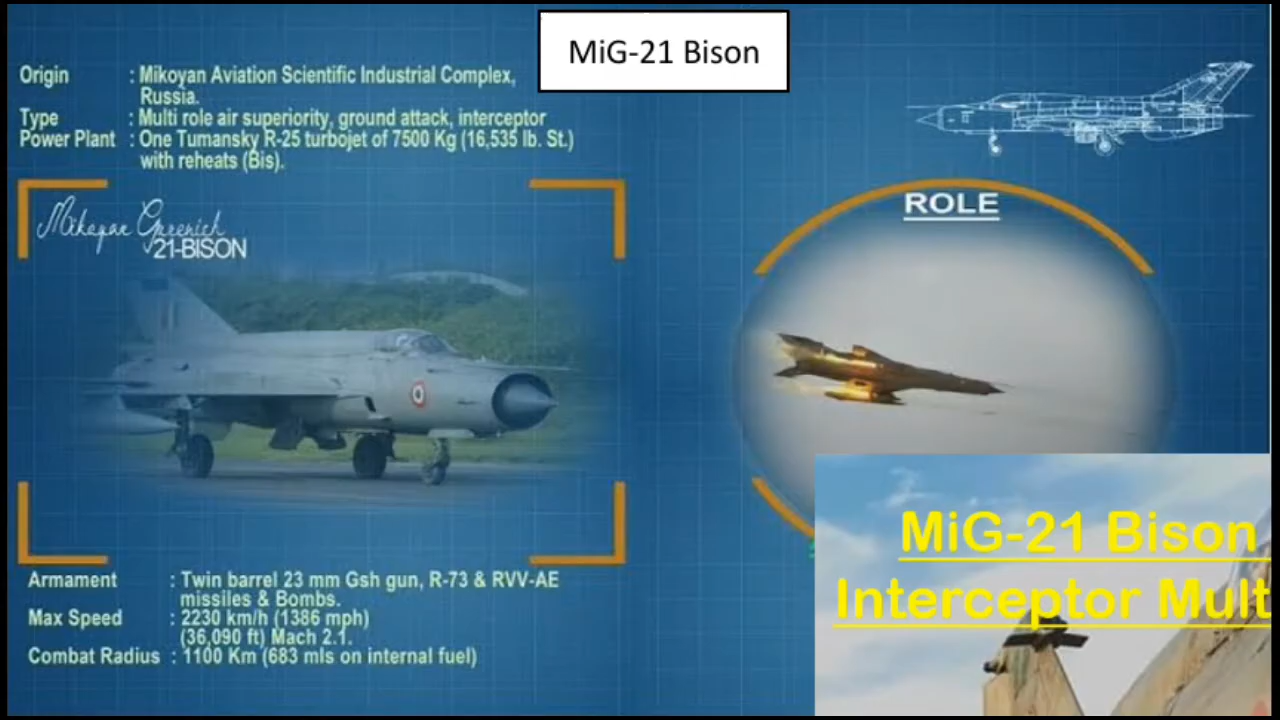 MiG-21 Bison
Origin : Mikoyan Aviation Scientific Industrial Complex,
Russia.
Type : Multi role air superiority, ground attack, interceptor
Power Plant : One Tumansky R-25 turbojet of 7500 Kg (16,535 lb. St.)
with reheats (Bis).
Mikoyan Gurevich
21-BISON
ROLE
MiG-21 Bison
Interceptor Mult
Armament : Twin barrel 23 mm Gsh gun, R-73 & RVV-AE
missiles & Bombs.
Max Speed : 2230 km/h (1386 mph)
(36,090 ft) Mach 2.1.
Combat Radius : 1100 Km (683 mls on internal fuel)